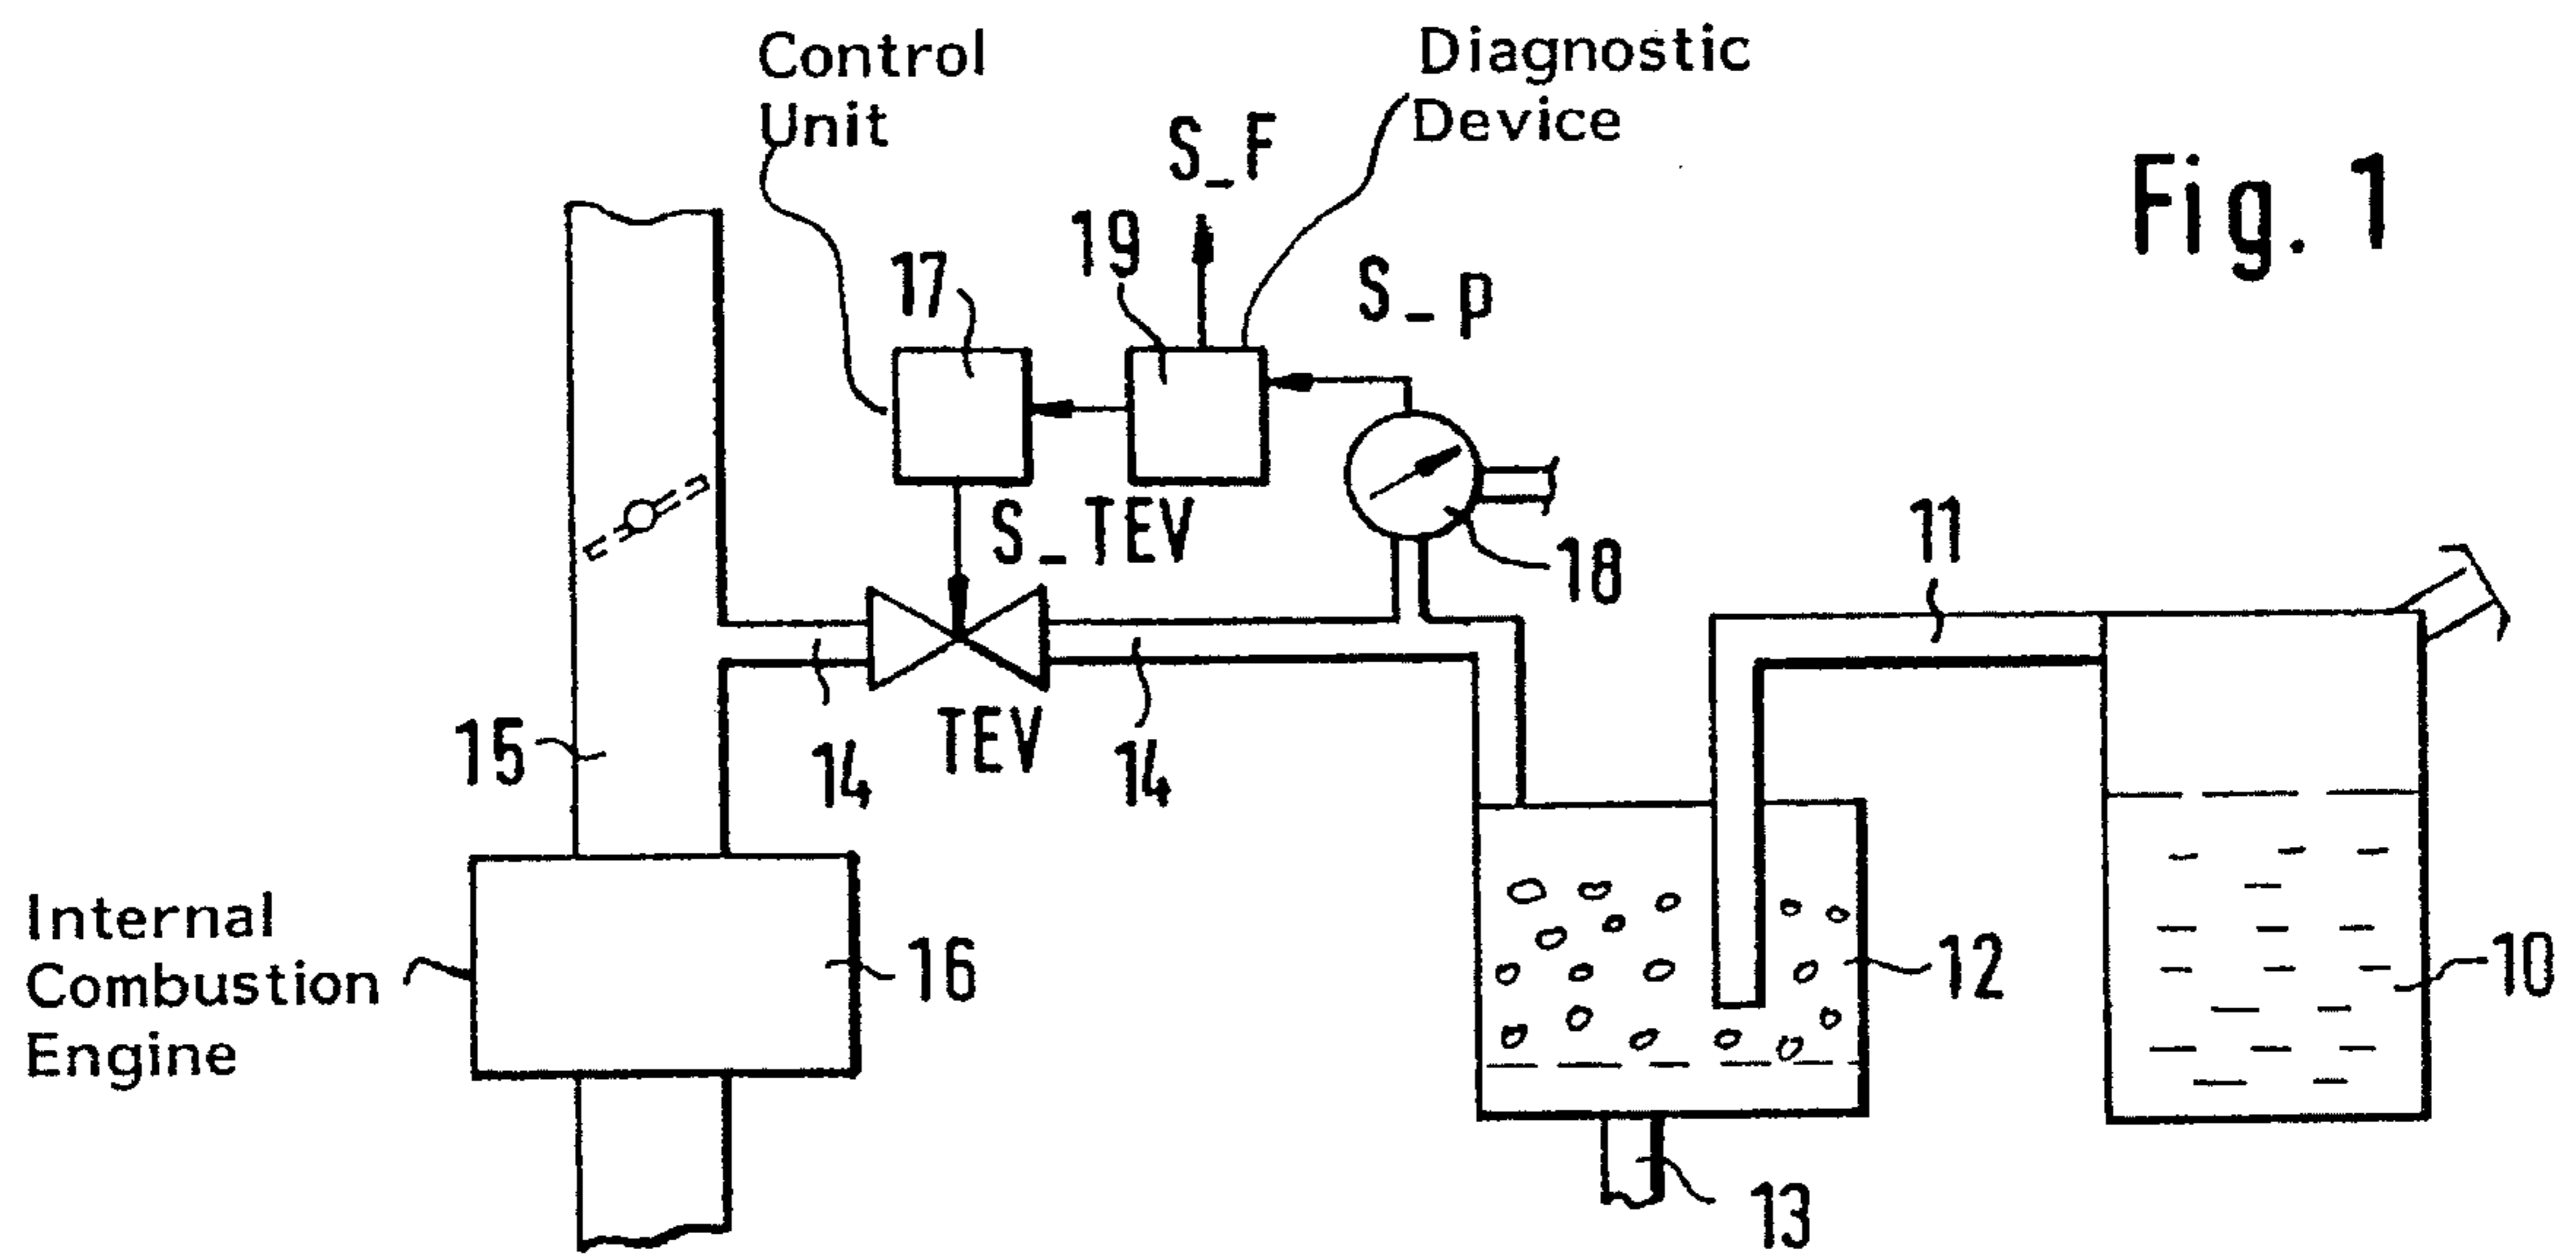 Control
Unit
Diagnostic
Device
S_F
Fig. 1
19
17
S_p
S_TEV
18
11
15
14
TEV
14
Internal
Combustion
Engine
16
12
10
13